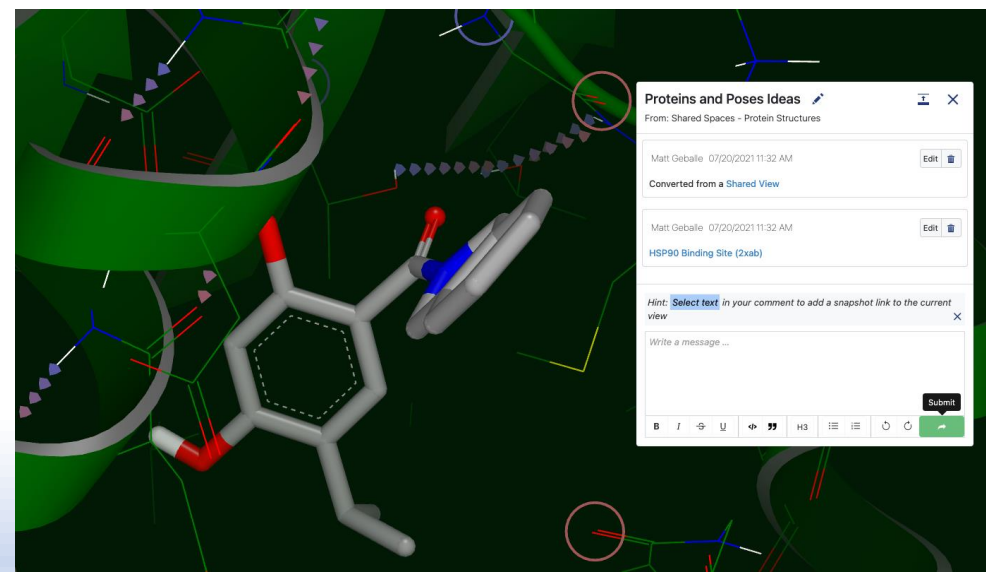 Proteins and Poses Ideas
From: Shared Spaces - Protein Structures
Matt Geballe 07/20/2021 11:32 AM
Edit
Converted from a Shared View
Matt Geballe 07/20/2021 11:32 AM
Edit
HSP90 Binding Site (2xab)
Hint: Select text in your comment to add a snapshot link to the current
view
Write a message ...
Submit
B I S U </> H3